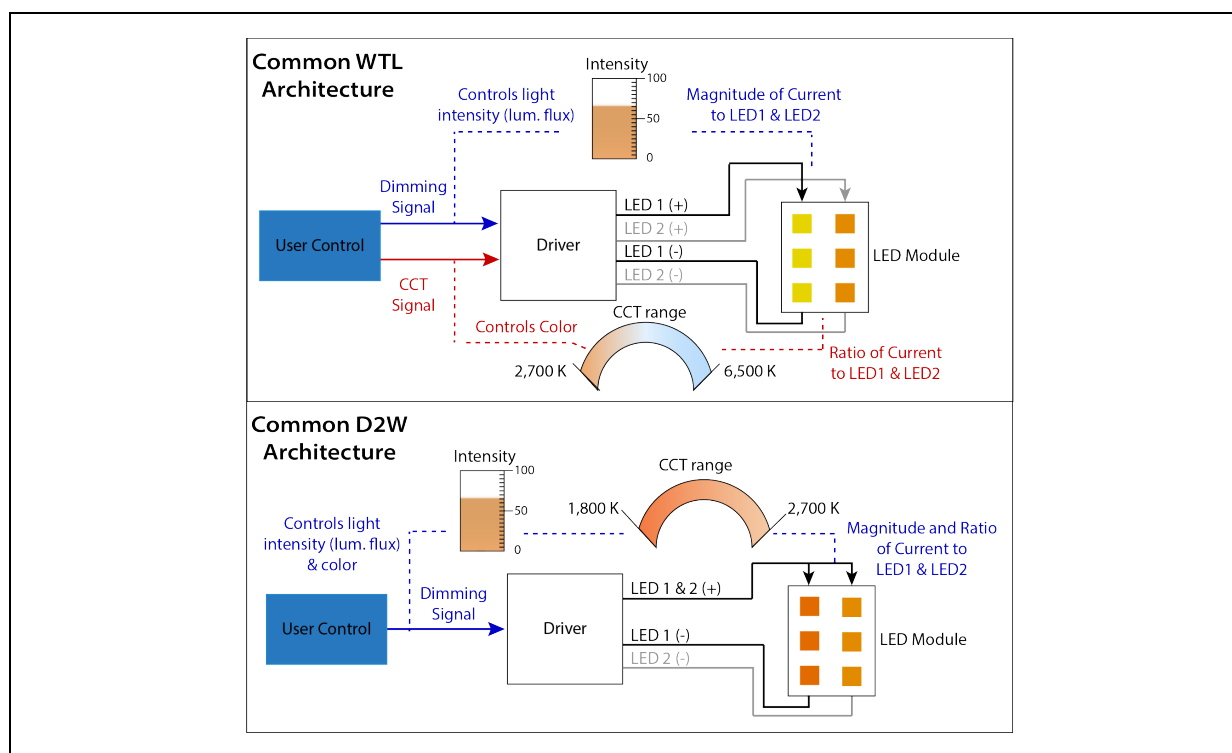 Common WTL
Architecture
Intensity
100
50
0
Controls light
intensity (lum. flux)
Magnitude of Current
to LED1 & LED2
Dimming
Signal
User Control
CCT
Signal
Driver
LED 1 (+)
LED 2 (+)
LED 1 (-)
LED 2 (-)
LED Module
Controls Color
CCT range
2,700 K
6,500 K
Ratio of Current
to LED1 & LED2
Common D2W
Architecture
Intensity
100
50
0
CCT range
1,800 K
2,700 K
Controls light
intensity (lum. flux)
& color
Magnitude and Ratio
of Current to
LED1 & LED2
User Control
Dimming
Signal
Driver
LED 1 & 2 (+)
LED 1 (-)
LED 2 (-)
LED Module